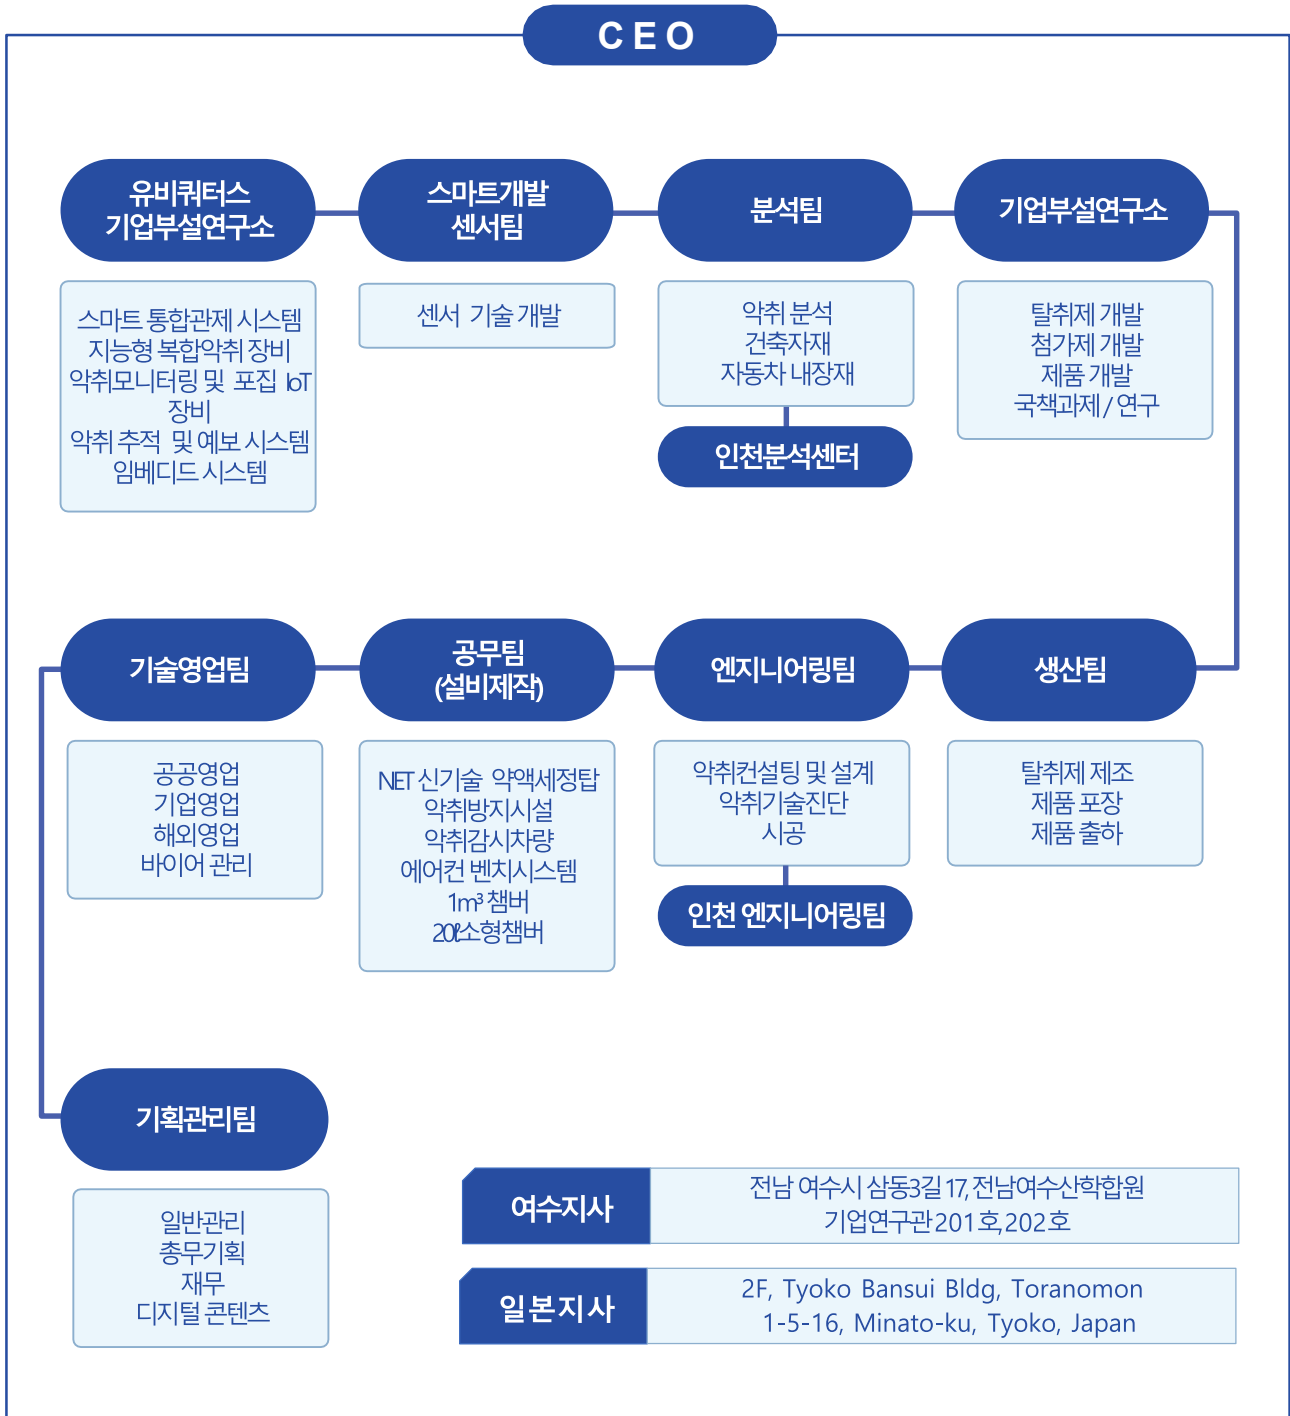 CEO
유비쿼터스
기업부설연구소
스마트 통합관제 시스템
지능형 복합악취 장비
악취모니터링 및 포집 IoT
장비
악취 추적 및 예보 시스템
임베디드 시스템
스마트개발
센서팀
센서 기술 개발
분석팀
악취 분석
건축자재
자동차 내장재
인천분석센터
기업부설연구소
탈취제 개발
첨가제 개발
제품 개발
국책과제 / 연구
기술영업팀
공공영업
기업영업
해외영업
바이어 관리
공무팀
(설비제작)
NET 신기술 약액세정탑
악취방지시설
악취감시차량
에어컨 벤치시스템
1m³ 챔버
20ℓ소형챔버
엔지니어링팀
악취컨설팅 및 설계
악취기술진단
시공
인천 엔지니어링팀
생산팀
탈취제 제조
제품 포장
제품 출하
기획관리팀
일반관리
총무기획
재무
디지털 콘텐츠
여수지사
전남 여수시 삼동3길 17, 전남여수산학합원
기업연구관 201호, 202호
일본지사
2F, Tyoko Bansui Bldg, Toranomon
1-5-16, Minato-ku, Tyoko, Japan